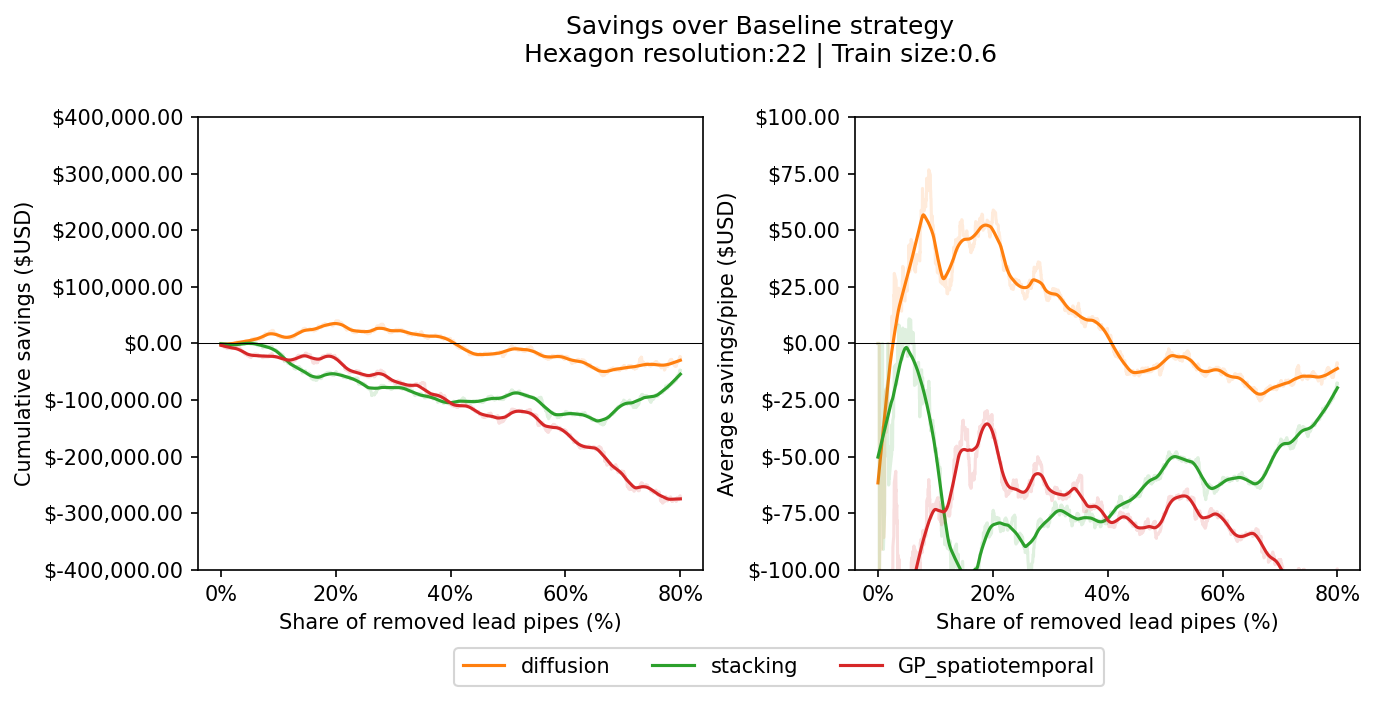 Savings over Baseline strategy
Hexagon resolution:22 | Train size:0.6
Cumulative savings ($USD)
$400,000.00
$300,000.00
$200,000.00
$100,000.00
$0.00
$-100,000.00
$-200,000.00
$-300,000.00
$-400,000.00
0% 20% 40% 60% 80%
Share of removed lead pipes (%)
Average savings/pipe ($USD)
$100.00
$75.00
$50.00
$25.00
$0.00
$-25.00
$-50.00
$-75.00
$-100.00
0% 20% 40% 60% 80%
Share of removed lead pipes (%)
diffusion stacking GP_spatiotemporal